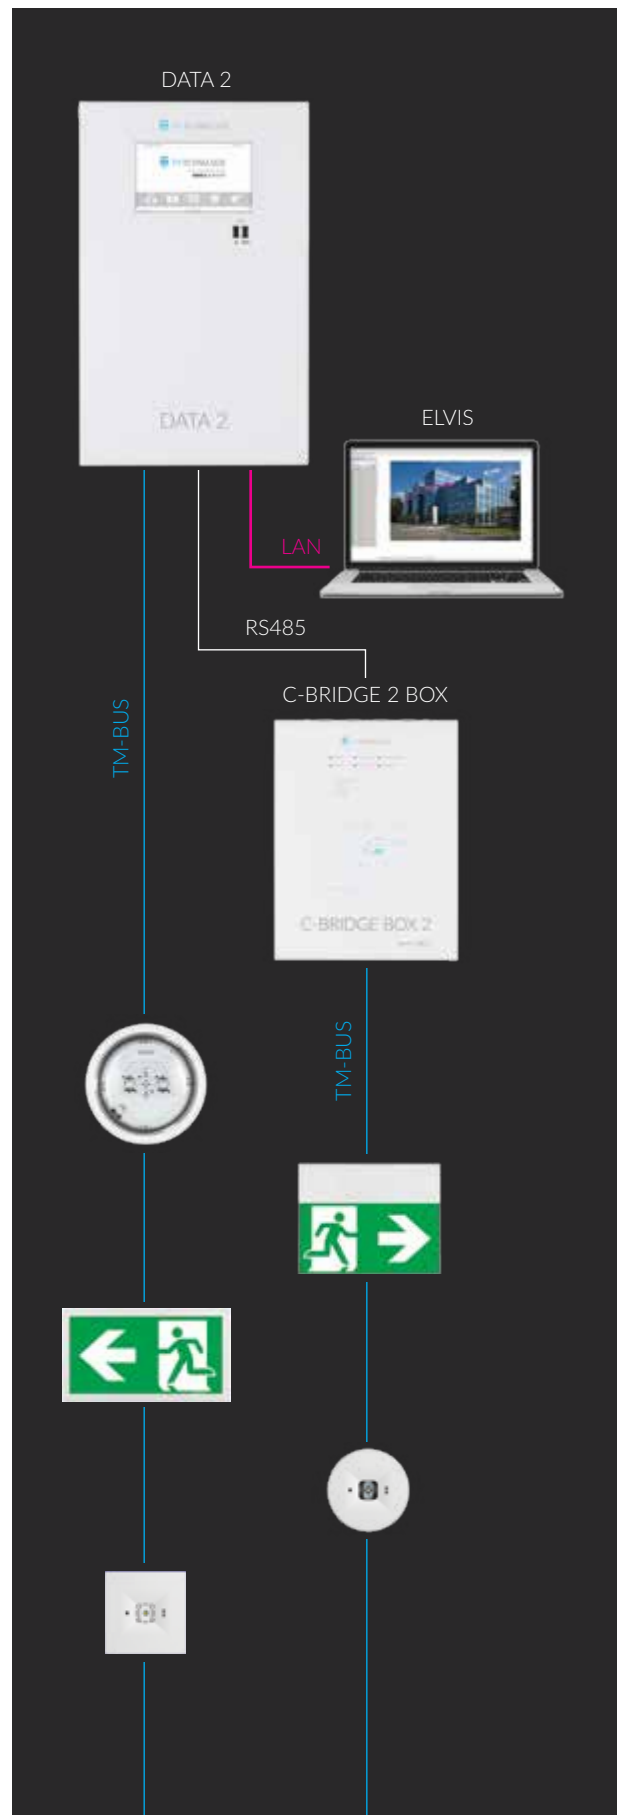 DATA 2
DATA 2
ELVIS
LAN
RS485
C-BRIDGE 2 BOX
TM-BUS
C-BRIDGE BOX 2
TM-BUS